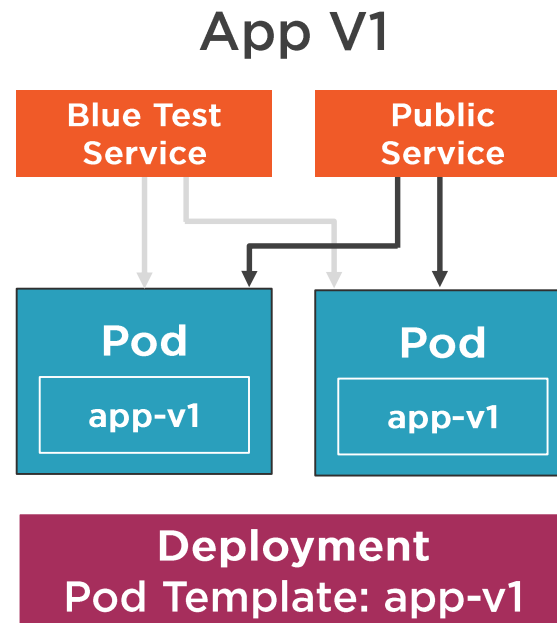 App V1
Blue Test
Service
Public
Service
Pod
app-v1
Pod
app-v1
Deployment
Pod Template: app-v1